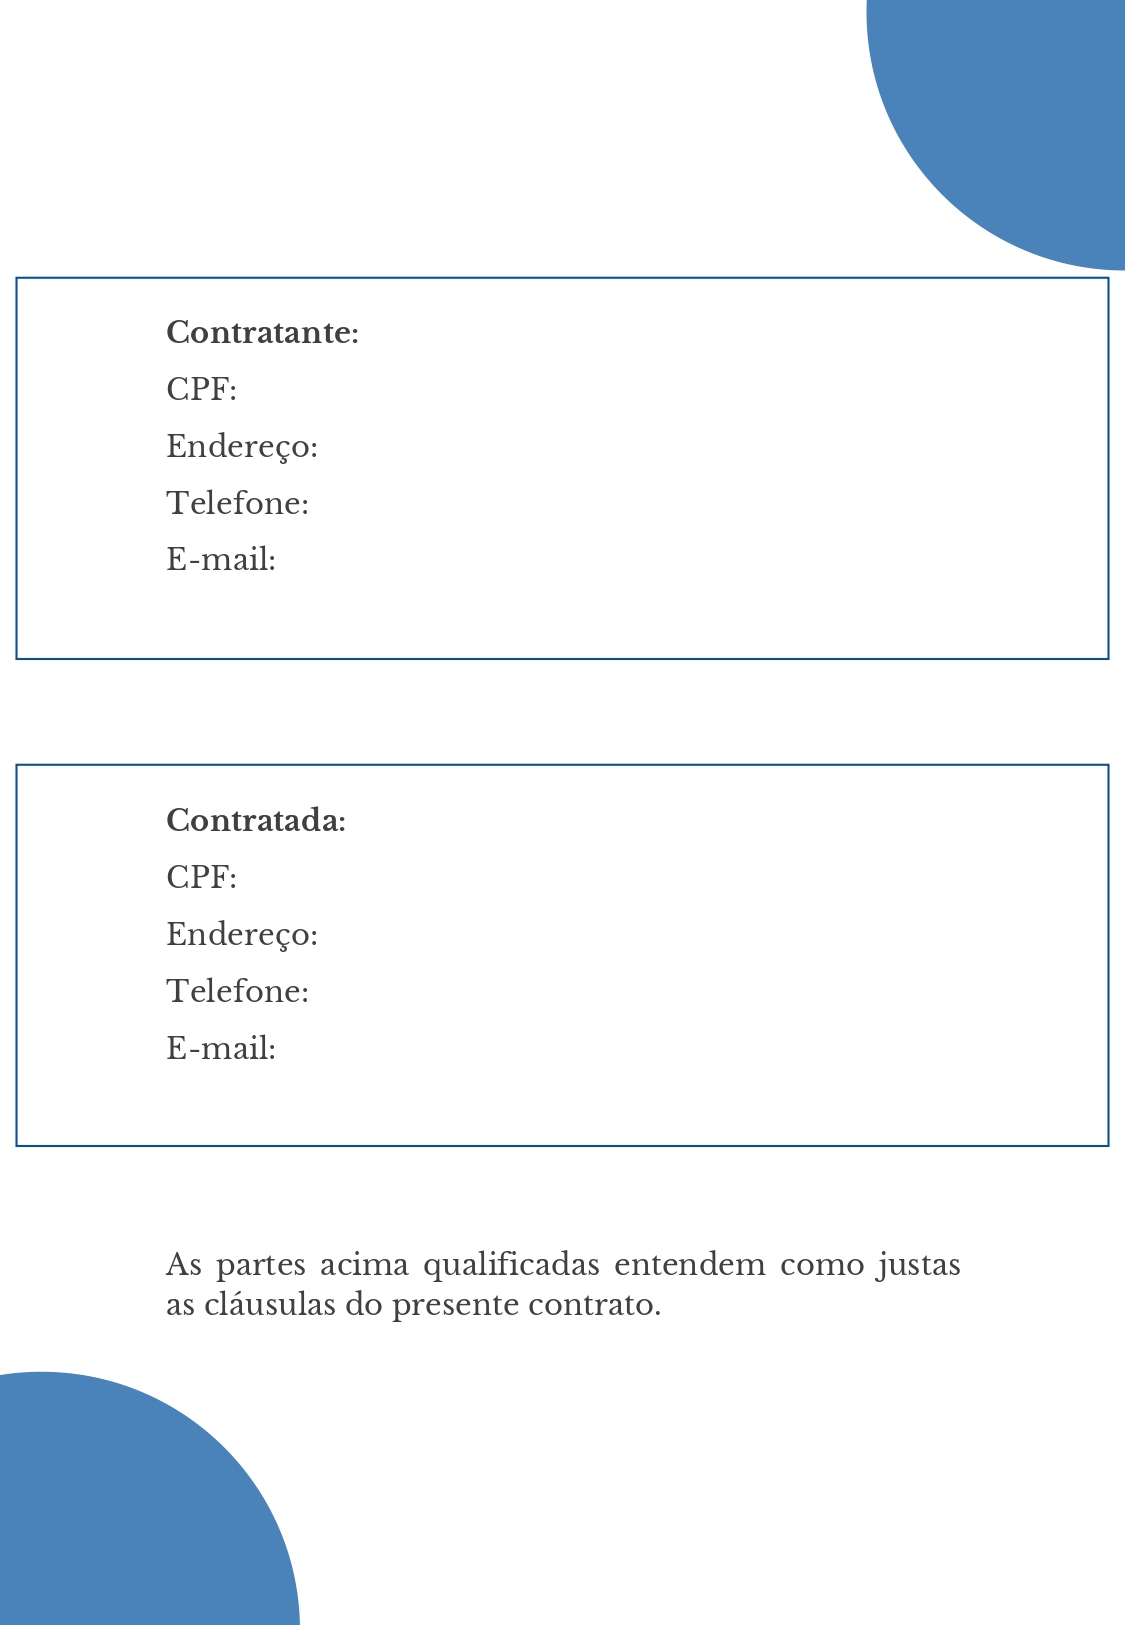 Contratante:
CPF:
Endereço:
Telefone:
E-mail:
Contratada:
CPF:
Endereço:
Telefone:
E-mail:
As partes acima qualificadas entendem como justas
as cláusulas do presente contrato.